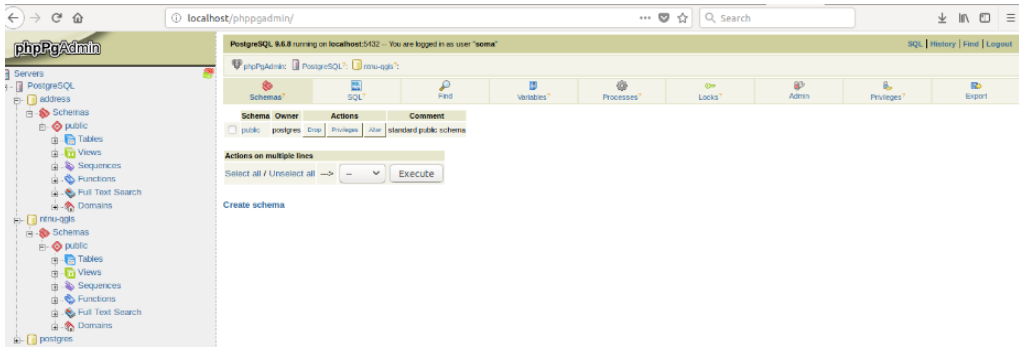 localhost/phppgadmin/
Search
phpPgAdmin
Servers
PostgreSQL
address
Schemas
public
Tables
Views
Sequences
Functions
Full Text Search
Domains
ntnu-qgis
Schemas
public
Tables
Views
Sequences
Functions
Full Text Search
Domains
postgres
PostgreSQL 9.6.8 running on localhost:5432 -- You are logged in as user "soma"
SQL | History | Find | Logout
phpPgAdmin: PostgreSQL?: ntnu-qgis?:
Schemas? SQL? Find Variables? Processes? Locks? Admin Privileges? Export
Schema Owner Actions Comment
public postgres Drop Privileges Alter standard public schema
Actions on multiple lines
Select all / Unselect all ---> -- Execute
Create schema